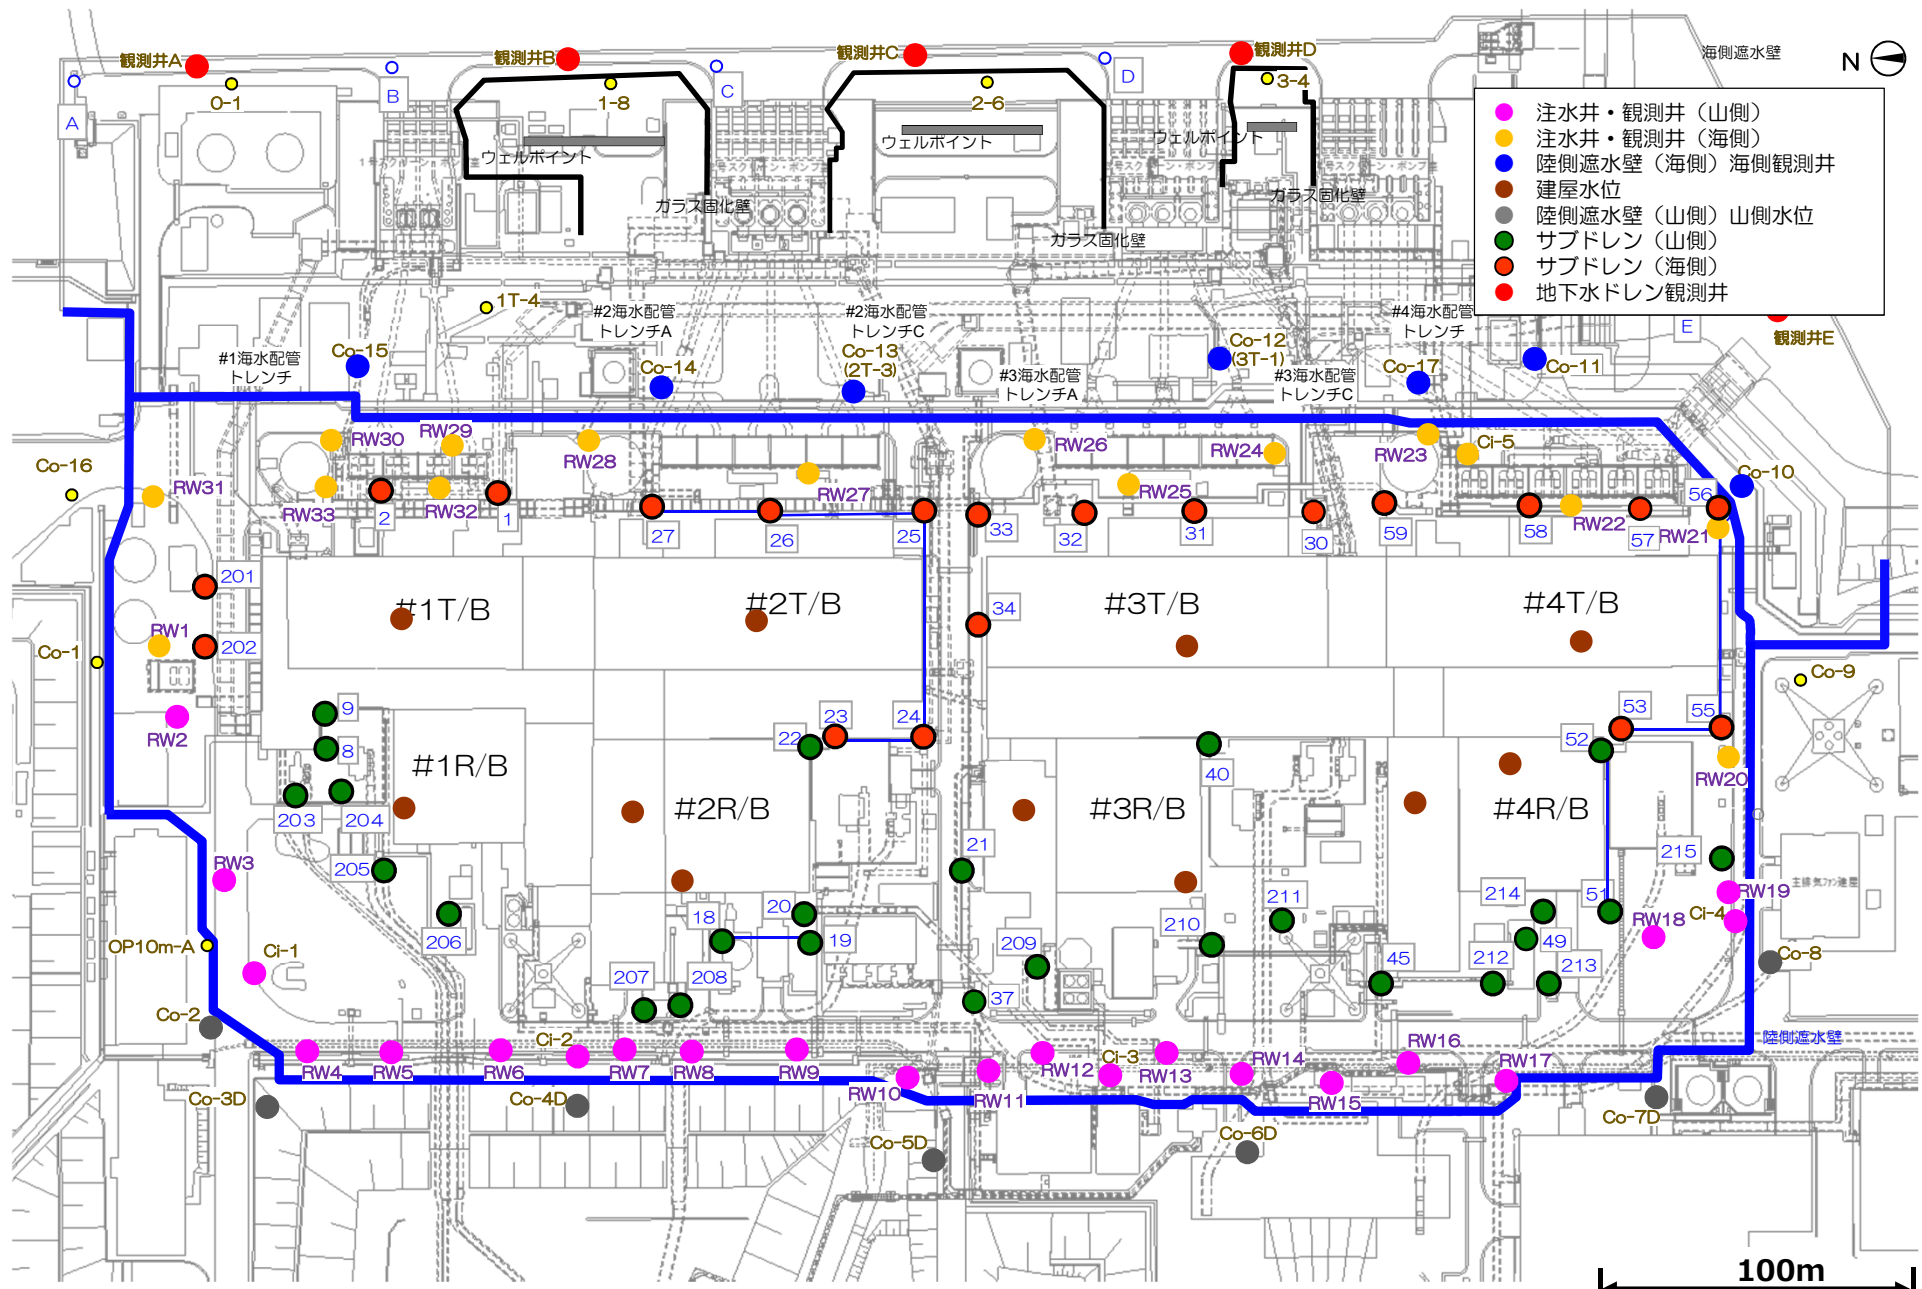 観測井A
観測井B
観測井C
観測井D
海側遮水壁
N
A
0-1
B
1-8
C
2-6
D
3-4
注水井・観測井（山側）
注水井・観測井（海側）
陸側遮水壁（海側）海側観測井
建屋水位
陸側遮水壁（山側）山側水位
サブドレン（山側）
サブドレン（海側）
地下水ドレン観測井
ウェルポイント
ウェルポイント
ウェルポイント
ガラス固化壁
ガラス固化壁
ガラス固化壁
1T-4
#1海水配管
トレンチ
#2海水配管
トレンチA
#2海水配管
トレンチC
#3海水配管
トレンチA
#3海水配管
トレンチC
#4海水配管
トレンチ
E
観測井E
Co-15
Co-14
Co-13
(2T-3)
Co-12
(3T-1)
Co-17
Co-11
Co-16
RW31
RW30
RW29
RW28
RW27
RW26
RW25
RW24
RW23
Ci-5
Co-10
RW33
2
RW32
1
27
26
25
33
32
31
30
59
58
RW22
57
56
RW21
201
202
RW1
Co-1
RW2
#1T/B
#2T/B
34
#3T/B
#4T/B
Co-9
9
8
203
204
#1R/B
#2R/B
22
23
24
40
#3R/B
#4R/B
52
53
55
RW20
RW3
205
206
21
20
18
19
211
210
209
214
51
215
主排気ファン建屋
RW19
Ci-4
RW18
OP10m-A
Ci-1
207
208
37
45
212
49
213
Co-8
Co-2
陸側遮水壁
RW4
RW5
RW6
Ci-2
RW7
RW8
RW9
RW10
RW11
RW12
Ci-3
RW13
RW14
RW15
RW16
RW17
Co-3D
Co-4D
Co-5D
Co-6D
Co-7D
100m